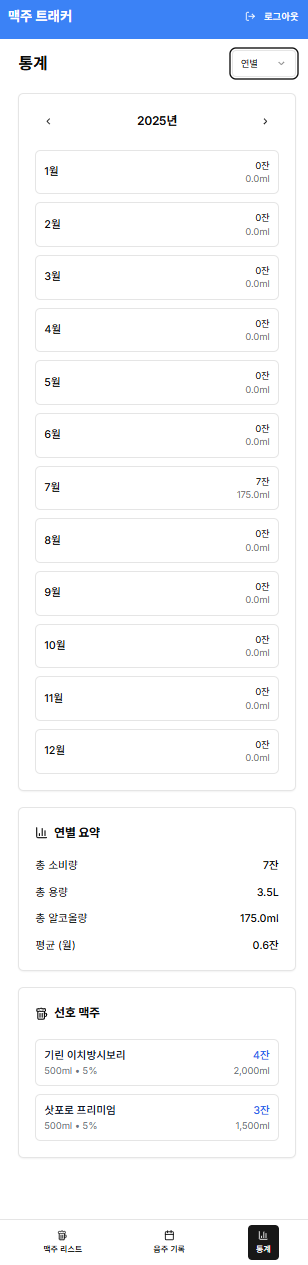 맥주 트래커
로그아웃
통계
연별
2025년
1월
0잔
0.0ml
2월
0잔
0.0ml
3월
0잔
0.0ml
4월
0잔
0.0ml
5월
0잔
0.0ml
6월
0잔
0.0ml
7월
7잔
175.0ml
8월
0잔
0.0ml
9월
0잔
0.0ml
10월
0잔
0.0ml
11월
0잔
0.0ml
12월
0잔
0.0ml
연별 요약
총 소비량 7잔
총 용량 3.5L
총 알코올량 175.0ml
평균 (월) 0.6잔
선호 맥주
기린 이치방시보리 4잔
500ml • 5% 2,000ml
삿포로 프리미엄 3잔
500ml • 5% 1,500ml
맥주 리스트 음주 기록 통계